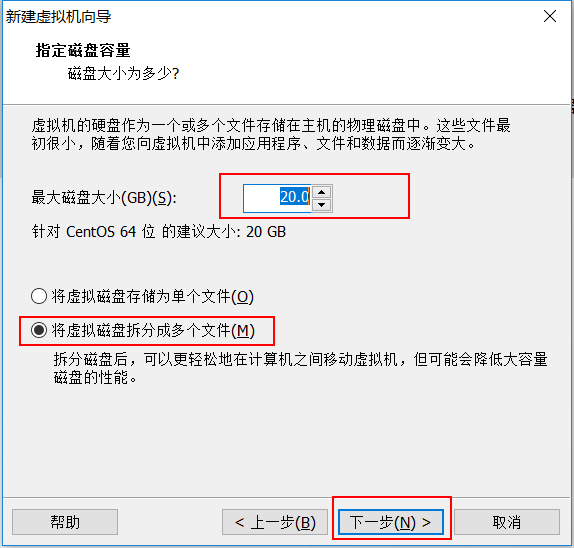 新建虚拟机向导
指定磁盘容量
磁盘大小为多少?
虚拟机的硬盘作为一个或多个文件存储在主机的物理磁盘中。这些文件最
初很小，随着您向虚拟机中添加应用程序、文件和数据而逐渐变大。
最大磁盘大小(GB)(S): 20.0
针对 CentOS 64 位 的建议大小: 20 GB
将虚拟磁盘存储为单个文件(O)
将虚拟磁盘拆分成多个文件(M)
拆分磁盘后，可以更轻松地在计算机之间移动虚拟机，但可能会降低大容量
磁盘的性能。
帮助 < 上一步(B) 下一步(N) > 取消